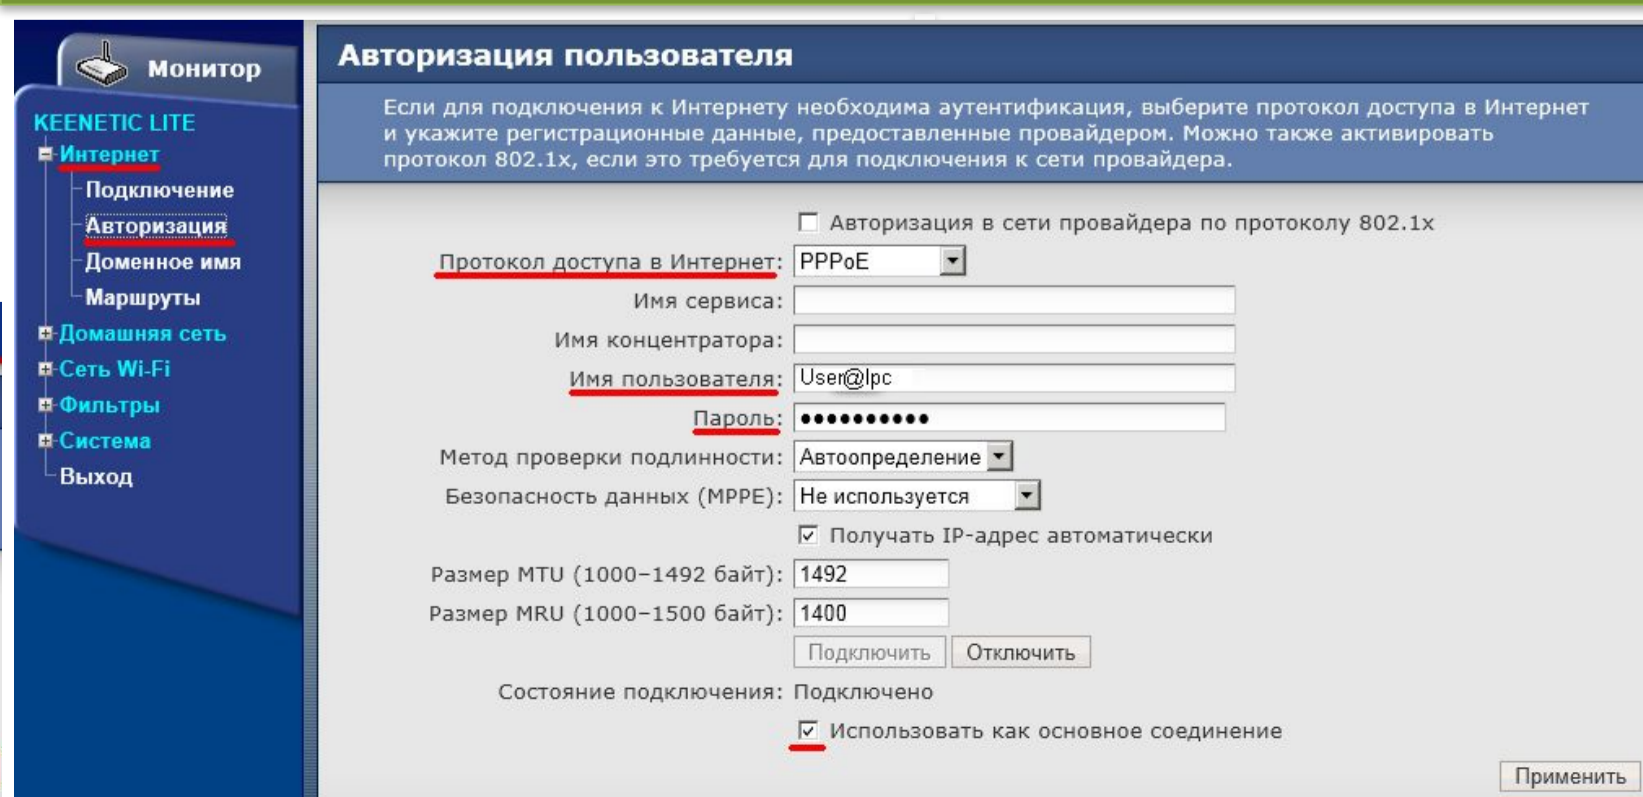 Монитор
KEENETIC LITE
Интернет
Подключение
Авторизация
Доменное имя
Маршруты
Домашняя сеть
Сеть Wi-Fi
Фильтры
Система
Выход
Авторизация пользователя
Если для подключения к Интернету необходима аутентификация, выберите протокол доступа в Интернет
и укажите регистрационные данные, предоставленные провайдером. Можно также активировать
протокол 802.1x, если это требуется для подключения к сети провайдера.
Авторизация в сети провайдера по протоколу 802.1x
Протокол доступа в Интернет: PPPoE
Имя сервиса:
Имя концентратора:
Имя пользователя: User@lpc
Пароль: ••••••••••
Метод проверки подлинности: Автоопределение
Безопасность данных (MPPE): Не используется
Получать IP-адрес автоматически
Размер MTU (1000–1492 байт): 1492
Размер MRU (1000–1500 байт): 1400
Подключить Отключить
Состояние подключения: Подключено
Использовать как основное соединение
Применить